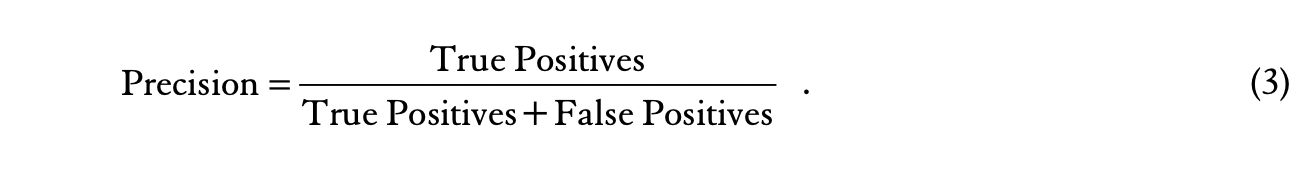 Precision = True Positives / True Positives + False Positives . (3)